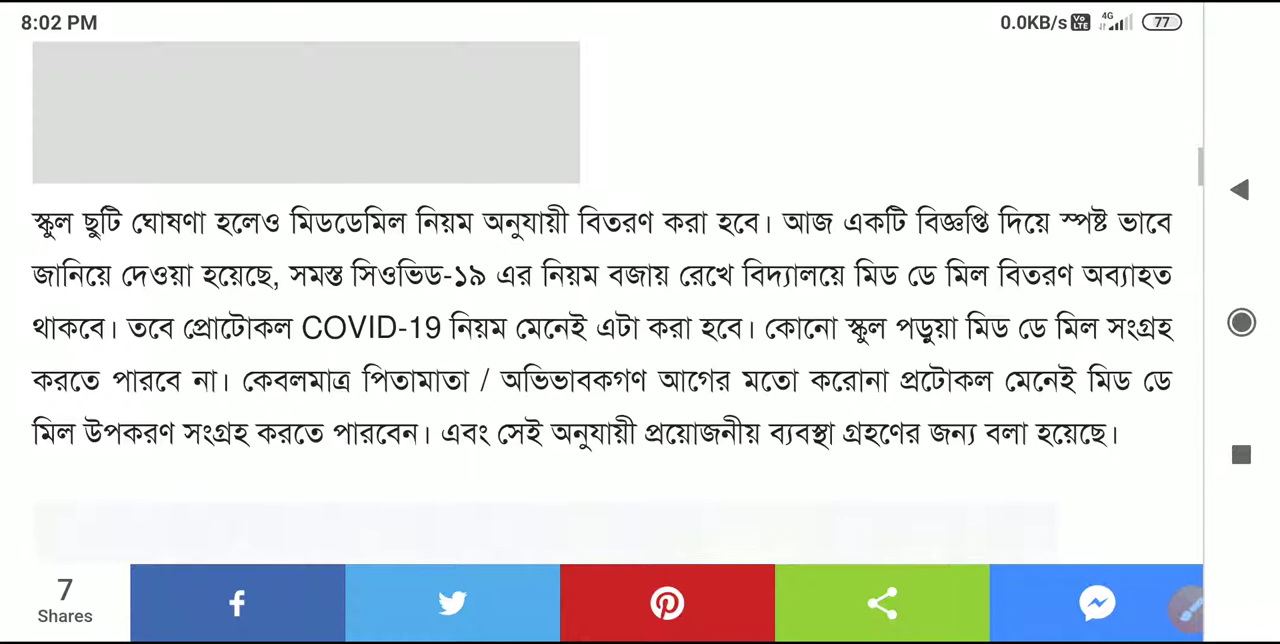 8:02 PM
0.0KB/s Vo LTE 4G 77
স্কুল ছুটি ঘোষণা হলেও মিডডেমিল নিয়ম অনুযায়ী বিতরণ করা হবে। আজ একটি বিজ্ঞপ্তি দিয়ে স্পষ্ট ভাবে
জানিয়ে দেওয়া হয়েছে, সমস্ত সিওভিড-১৯ এর নিয়ম বজায় রেখে বিদ্যালয়ে মিড ডে মিল বিতরণ অব্যাহত
থাকবে। তবে প্রোটোকল COVID-19 নিয়ম মেনেই এটা করা হবে। কোনো স্কুল পড়ুয়া মিড ডে মিল সংগ্রহ
করতে পারবে না। কেবলমাত্র পিতামাতা / অভিভাবকগণ আগের মতো করোনা প্রটোকল মেনেই মিড ডে
মিল উপকরণ সংগ্রহ করতে পারবেন। এবং সেই অনুযায়ী প্রয়োজনীয় ব্যবস্থা গ্রহণের জন্য বলা হয়েছে।
7
Shares